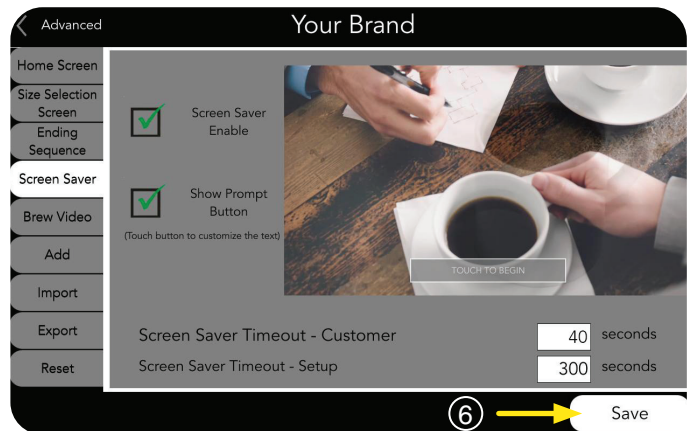 Advanced
Your Brand
Home Screen
Size Selection
Screen
Ending
Sequence
Screen Saver
Brew Video
Add
Import
Export
Reset
Screen Saver
Enable
Show Prompt
Button
(Touch button to customize the text)
TOUCH TO BEGIN
Screen Saver Timeout - Customer
40 seconds
Screen Saver Timeout - Setup
300 seconds
6
Save